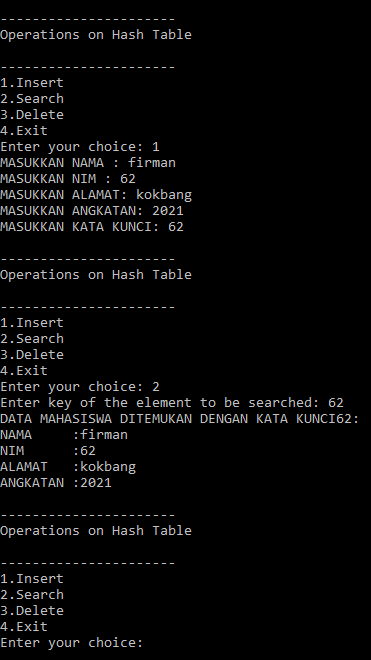 ----------------------
Operations on Hash Table
----------------------
1.Insert
2.Search
3.Delete
4.Exit
Enter your choice: 1
MASUKKAN NAMA : firman
MASUKKAN NIM : 62
MASUKKAN ALAMAT: kokbang
MASUKKAN ANGKATAN: 2021
MASUKKAN KATA KUNCI: 62
----------------------
Operations on Hash Table
----------------------
1.Insert
2.Search
3.Delete
4.Exit
Enter your choice: 2
Enter key of the element to be searched: 62
DATA MAHASISWA DITEMUKAN DENGAN KATA KUNCI62:
NAMA     :firman
NIM      :62
ALAMAT   :kokbang
ANGKATAN :2021
----------------------
Operations on Hash Table
----------------------
1.Insert
2.Search
3.Delete
4.Exit
Enter your choice: